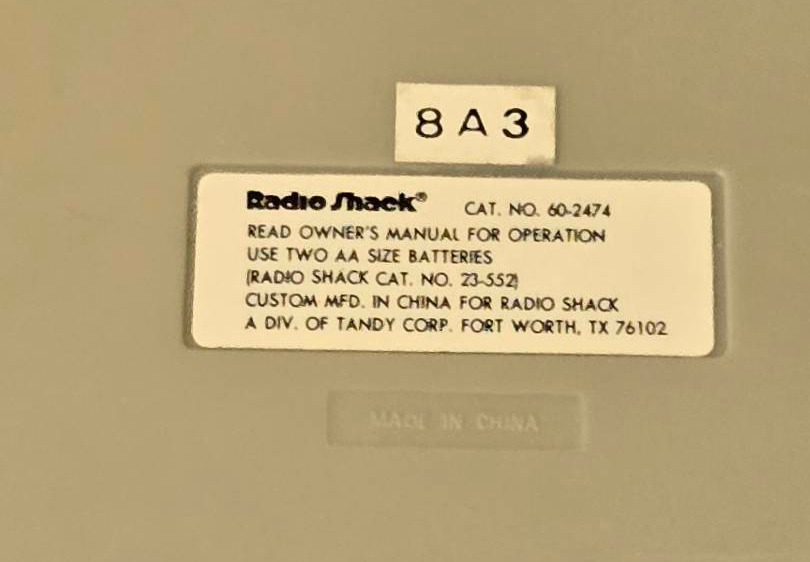 8A3
Radio Shack® CAT. NO. 60-2474
READ OWNER'S MANUAL FOR OPERATION
USE TWO AA SIZE BATTERIES
(RADIO SHACK CAT. NO. 23-552)
CUSTOM MFD. IN CHINA FOR RADIO SHACK
A DIV. OF TANDY CORP. FORT WORTH, TX 76102
MADE IN CHINA